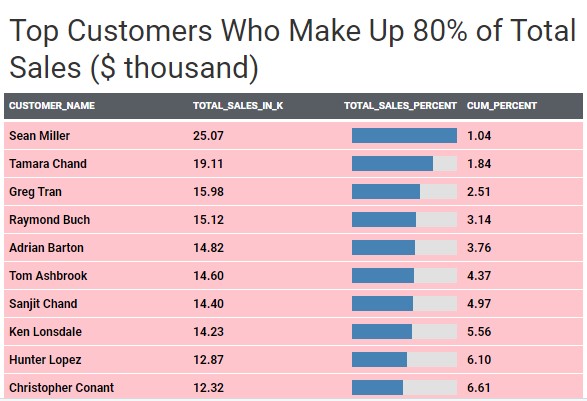 Top Customers Who Make Up 80% of Total
Sales ($ thousand)
CUSTOMER_NAME TOTAL_SALES_IN_K TOTAL_SALES_PERCENT CUM_PERCENT
Sean Miller 25.07 1.04
Tamara Chand 19.11 1.84
Greg Tran 15.98 2.51
Raymond Buch 15.12 3.14
Adrian Barton 14.82 3.76
Tom Ashbrook 14.60 4.37
Sanjit Chand 14.40 4.97
Ken Lonsdale 14.23 5.56
Hunter Lopez 12.87 6.10
Christopher Conant 12.32 6.61